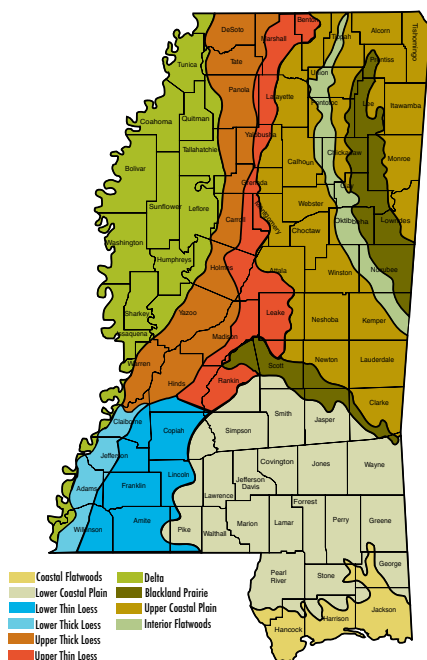 Benton
Alcorn
Tishomingo
DeSoto
Marshall
Tippah
Prentiss
Tate
Tunica
Union
Panola
Lafayette
Pontotoc
Lee
Itawamba
Coahoma
Quitman
Yalobusha
Tallahatchie
Chickasaw
Monroe
Calhoun
Bolivar
Grenada
Clay
Sunflower
Leflore
Webster
Carroll
Montgomery
Oktibbeha
Lowndes
Choctaw
Washington
Humphreys
Holmes
Attala
Winston
Noxubee
Sharkey
Yazoo
Leake
Neshoba
Kemper
Issaquena
Madison
Warren
Scott
Newton
Lauderdale
Hinds
Rankin
Clarke
Smith
Jasper
Claiborne
Copiah
Simpson
Jefferson
Covington
Jones
Wayne
Lincoln
Adams
Franklin
Jefferson
Davis
Lawrence
Forrest
Wilkinson
Amite
Pike
Walthall
Marion
Lamar
Perry
Greene
George
Pearl
River
Stone
Jackson
Harrison
Hancock
Coastal Flatwoods
Lower Coastal Plain
Lower Thin Loess
Lower Thick Loess
Upper Thick Loess
Upper Thin Loess
Delta
Blackland Prairie
Upper Coastal Plain
Interior Flatwoods